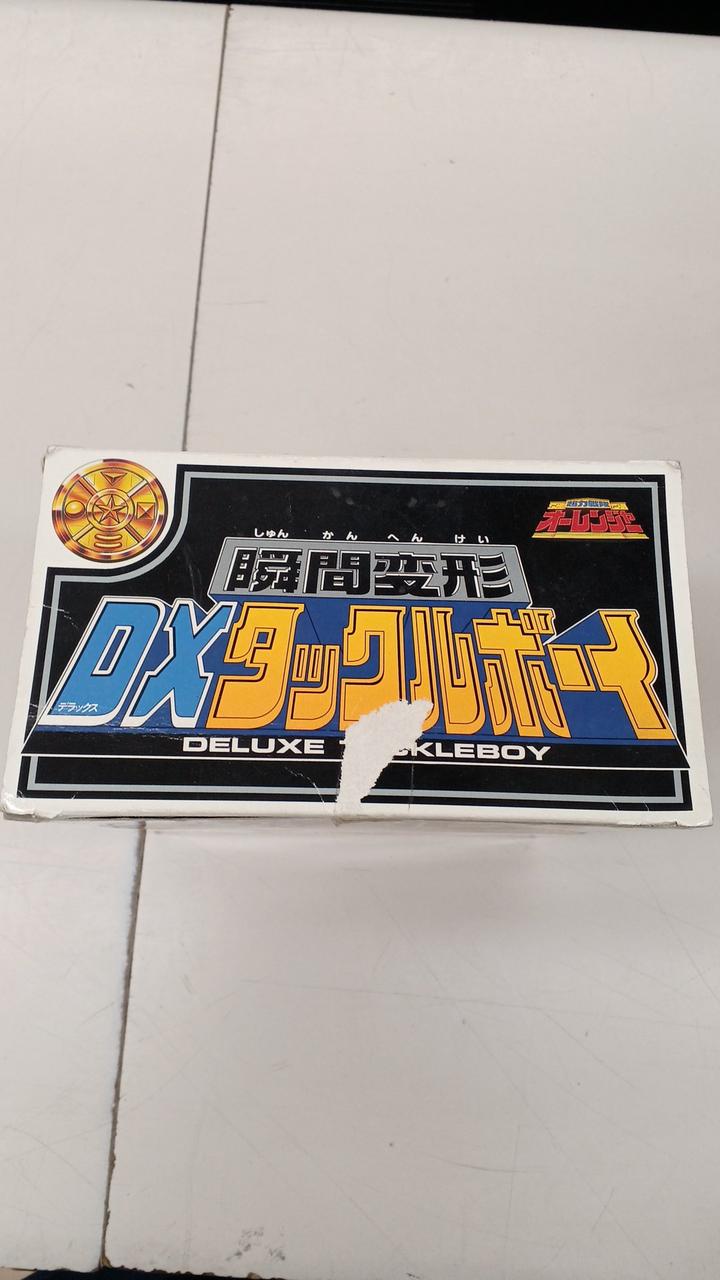 超力戦隊
オーレンジャー
しゅん かん へん けい
瞬間変形
DXタックルボーイ
デラックス
DELUXE T KLEBOY